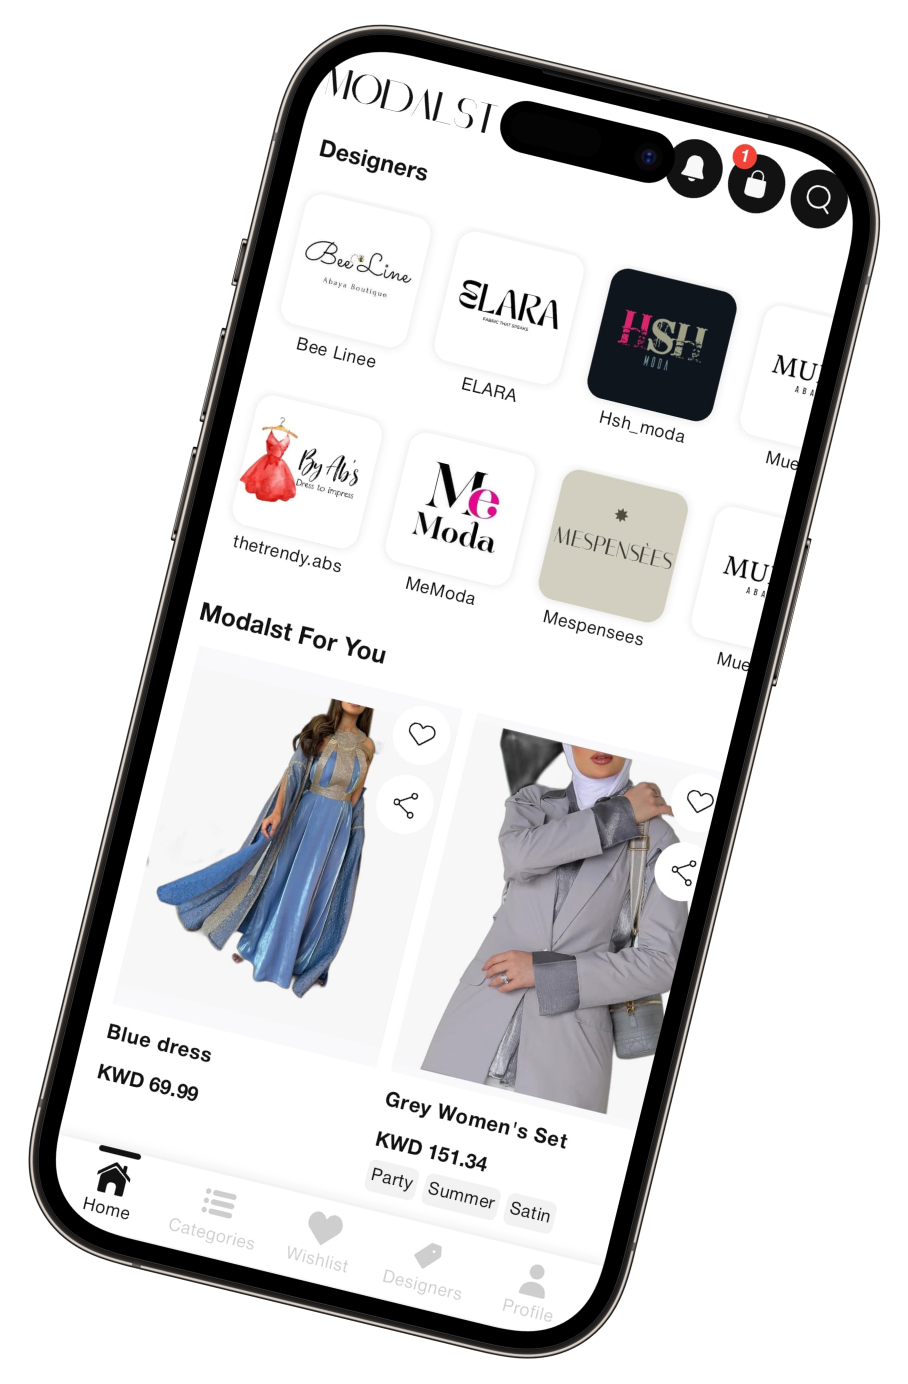 MODALST
1
Designers
Bee Line
Abaya Boutique
Bee Linee
ELARA
FABRIC THAT SPEAKS
ELARA
HSH
MODA
Hsh_moda
MU
ABA
Mue
By Ab's
Dress to Impress
thetrendy.abs
Me
Moda
MeModa
MESPENSÈES
Mespensees
MU
ABA
Mue
Modalst For You
Blue dress
KWD 69.99
Grey Women's Set
KWD 151.34
Party Summer Satin
Home
Categories
Wishlist
Designers
Profile